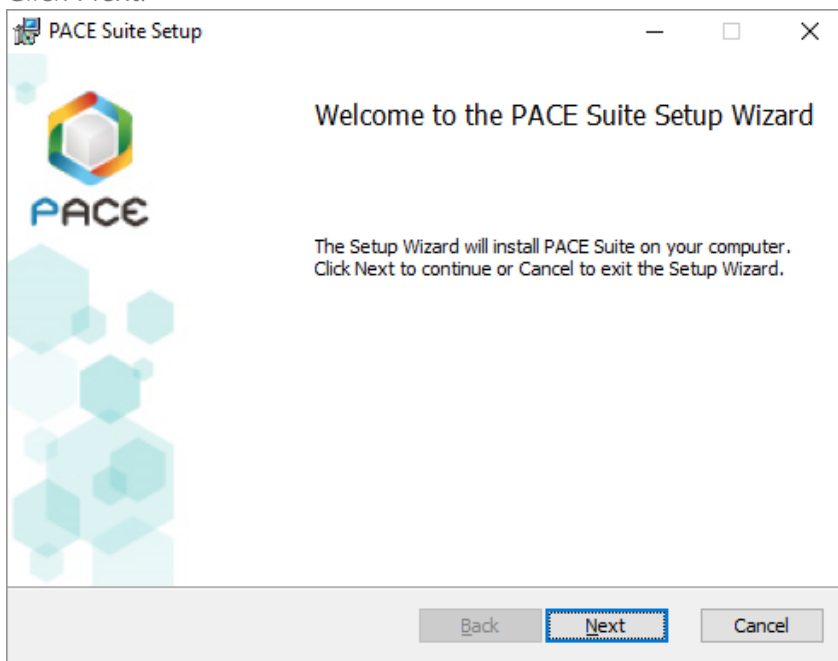 PACE Suite Setup
Welcome to the PACE Suite Setup Wizard
PACE
The Setup Wizard will install PACE Suite on your computer.
Click Next to continue or Cancel to exit the Setup Wizard.
Back Next Cancel